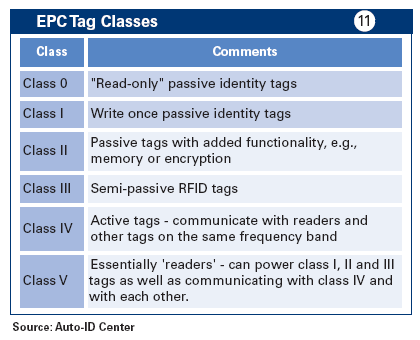 EPC Tag Classes 11
Class Comments
Class 0 "Read-only" passive identity tags
Class I Write once passive identity tags
Class II Passive tags with added functionality, e.g.,
memory or encryption
Class III Semi-passive RFID tags
Class IV Active tags - communicate with readers and
other tags on the same frequency band
Class V Essentially 'readers' - can power class I, II and III
tags as well as communicating with class IV and
with each other.
Source: Auto-ID Center